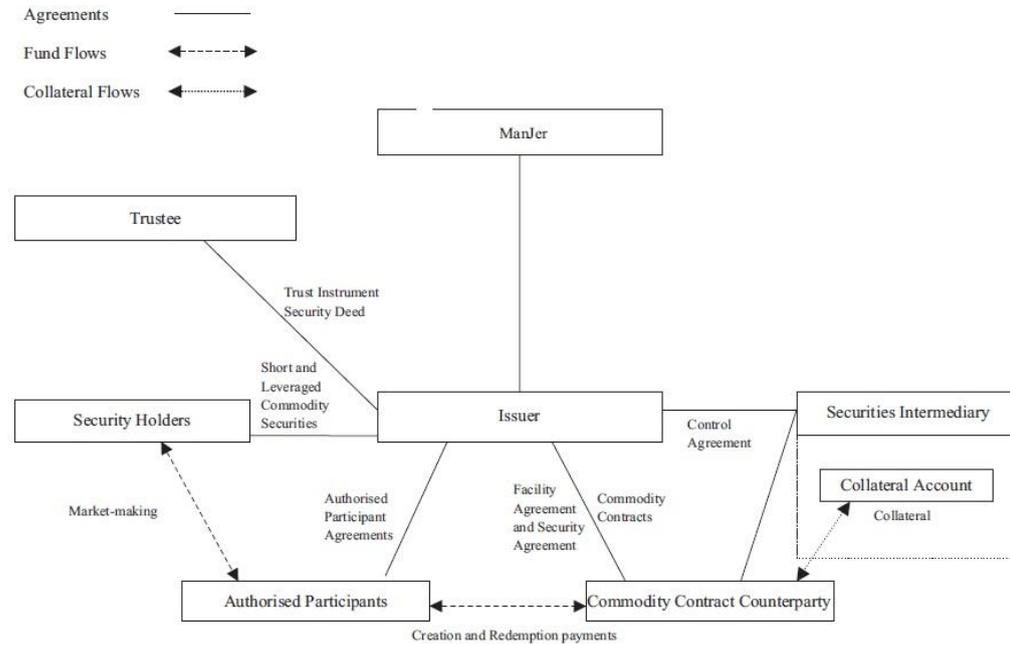 Agreements
Fund Flows
Collateral Flows
ManJer
Trustee
Trust Instrument
Security Deed
Short and
Leveraged
Commodity
Securities
Security Holders
Issuer
Securities Intermediary
Control
Agreement
Collateral Account
Collateral
Market-making
Authorised
Participant
Agreements
Facility
Agreement
and Security
Agreement
Commodity
Contracts
Authorised Participants
Commodity Contract Counterparty
Creation and Redemption payments